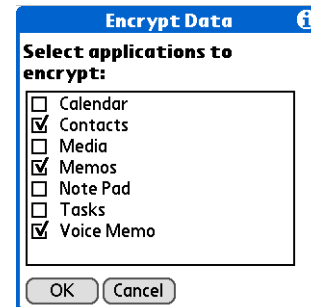 Encrypt Data
Select applications to
encrypt:
Calendar
Contacts
Media
Memos
Note Pad
Tasks
Voice Memo
OK Cancel